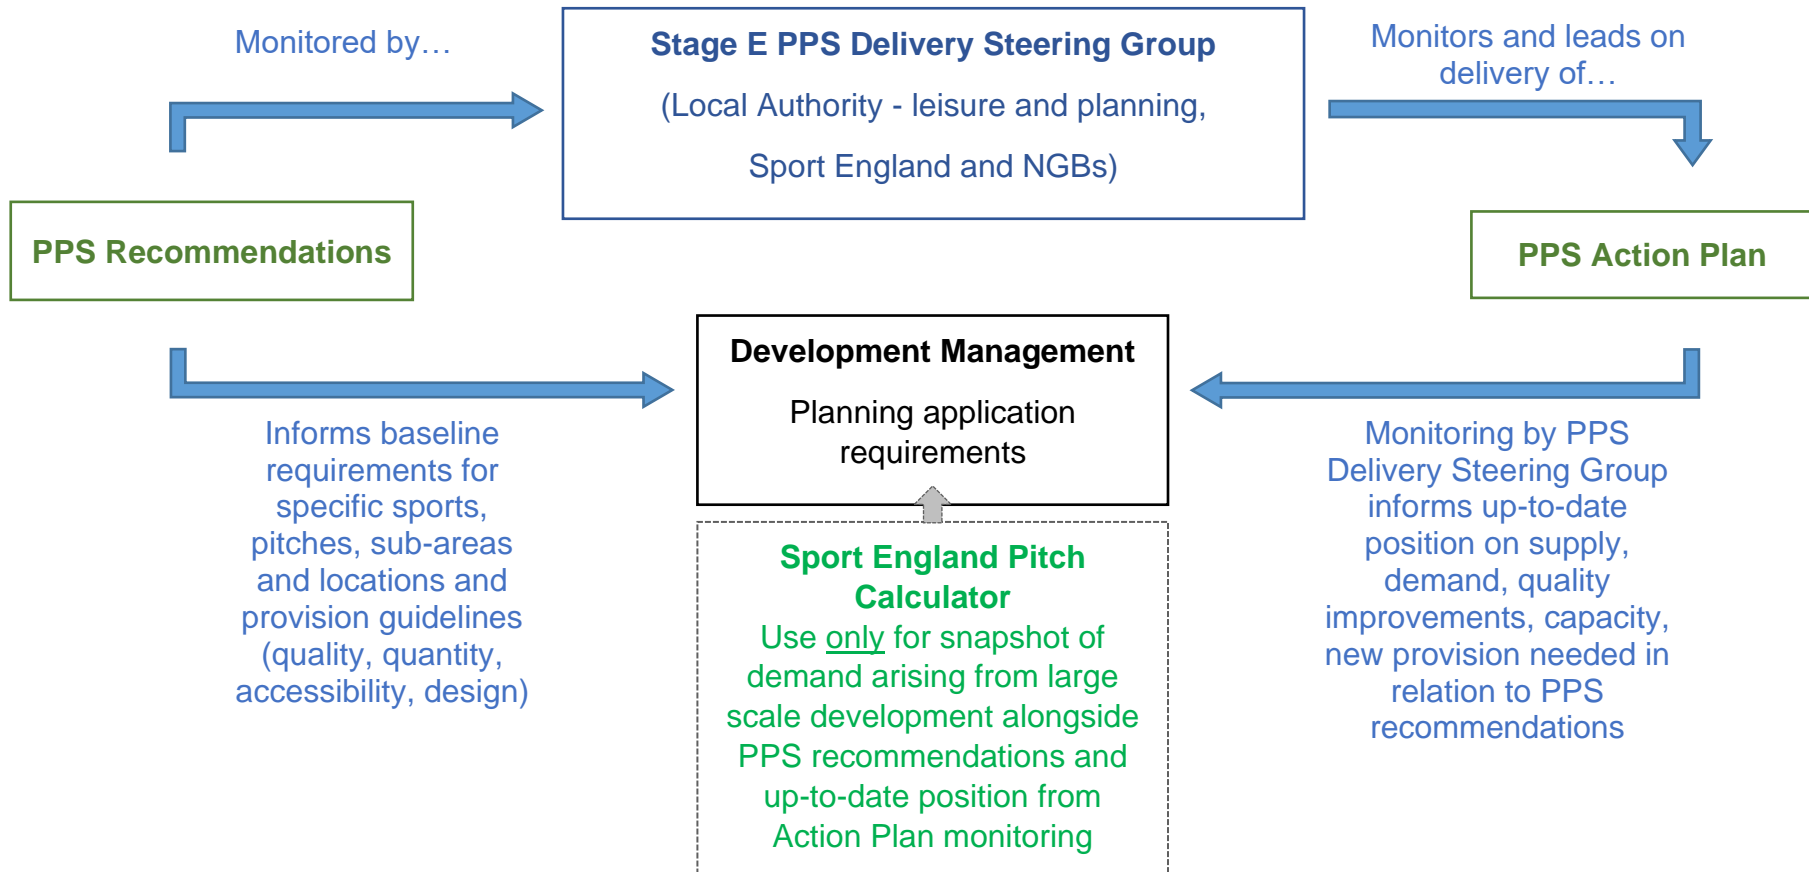 Monitored by…
Stage E PPS Delivery Steering Group
(Local Authority - leisure and planning,
Sport England and NGBs)
Monitors and leads on
delivery of…
PPS Recommendations
PPS Action Plan
Development Management
Planning application
requirements
Informs baseline
requirements for
specific sports,
pitches, sub-areas
and locations and
provision guidelines
(quality, quantity,
accessibility, design)
Sport England Pitch
Calculator
Use only for snapshot of
demand arising from large
scale development alongside
PPS recommendations and
up-to-date position from
Action Plan monitoring
Monitoring by PPS
Delivery Steering Group
informs up-to-date
position on supply,
demand, quality
improvements, capacity,
new provision needed in
relation to PPS
recommendations